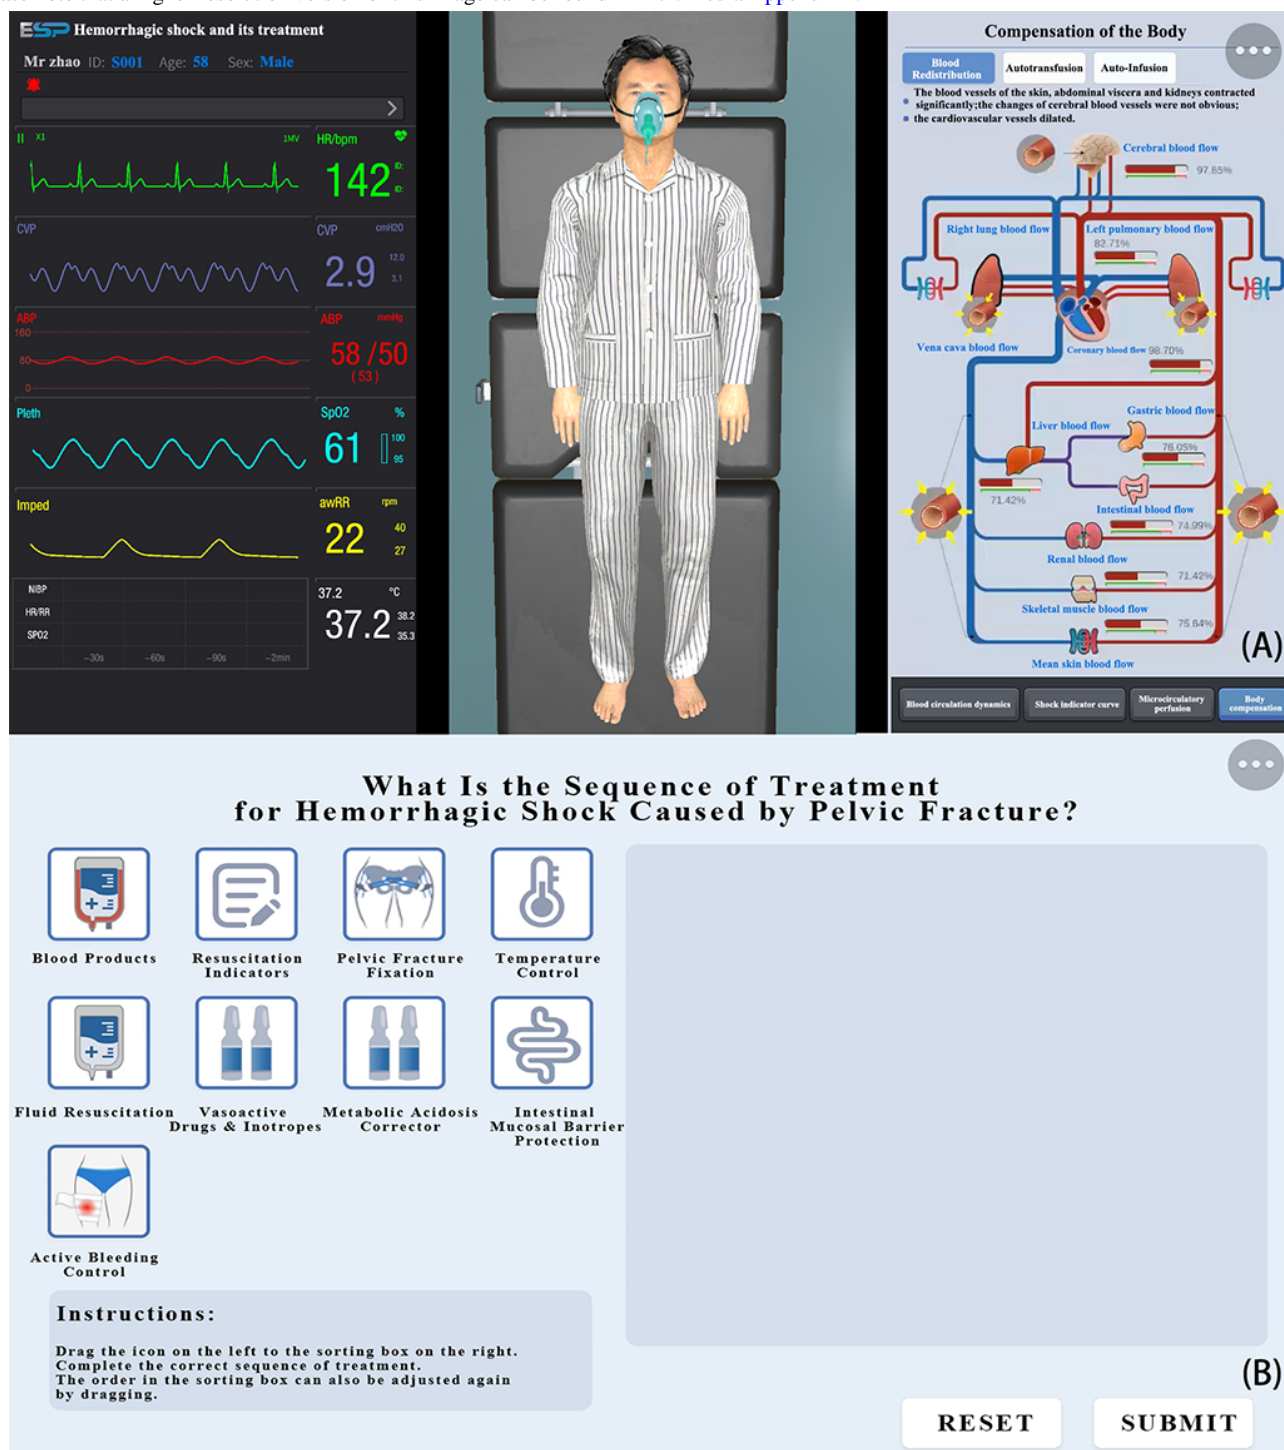 ESP Hemorrhagic shock and its treatment
Mr zhao ID: S001 Age: 58 Sex: Male
II X1 1MV HR/bpm
142
CVP CVP cmH2O
2.9 12.0
3.1
ABP ABP mmHg
160
80 58 /50
(53)
0
Pleth SpO2 %
61 100
95
Imped awRR rpm
22 40
27
NIBP
HR/RR
SPO2
-30s -60s -90s -2min
37.2 °C
37.2 38.2
35.3
Compensation of the Body
Blood
Redistribution
Autotransfusion
Auto-Infusion
The blood vessels of the skin, abdominal viscera and kidneys contracted
significantly;the changes of cerebral blood vessels were not obvious;
the cardiovascular vessels dilated.
Cerebral blood flow
97.85%
Right lung blood flow
Left pulmonary blood flow
82.71%
Vena cava blood flow
Coronary blood flow 98.70%
Gastric blood flow
Liver blood flow
76.05%
71.42%
Intestinal blood flow
74.99%
Renal blood flow
71.42%
Skeletal muscle blood flow
75.64%
Mean skin blood flow
(A)
Blood circulation dynamics
Shock indicator curve
Microcirculatory
perfusion
Body
compensation
What Is the Sequence of Treatment
for Hemorrhagic Shock Caused by Pelvic Fracture?
Blood Products
Resuscitation
Indicators
Pelvic Fracture
Fixation
Temperature
Control
Fluid Resuscitation
Vasoactive
Drugs & Inotropes
Metabolic Acidosis
Corrector
Intestinal
Mucosal Barrier
Protection
Active Bleeding
Control
Instructions:
Drag the icon on the left to the sorting box on the right.
Complete the correct sequence of treatment.
The order in the sorting box can also be adjusted again
by dragging.
(B)
RESET
SUBMIT